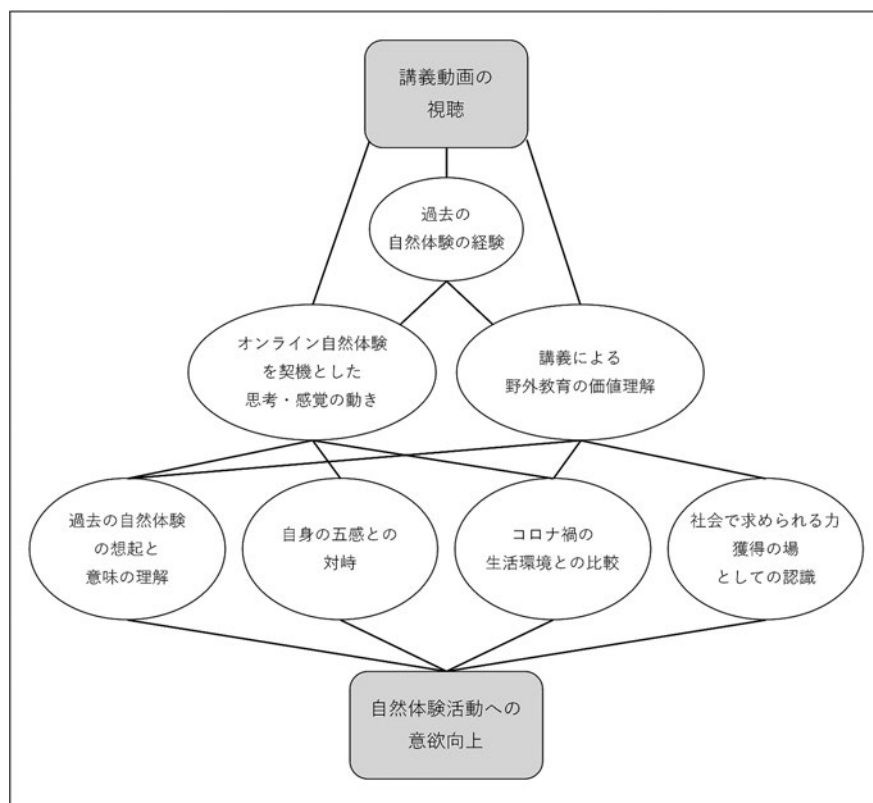 講義動画の
視聴
過去の
自然体験の経験
オンライン自然体験
を契機とした
思考・感覚の動き
講義による
野外教育の価値理解
過去の自然体験
の想起と
意味の理解
自身の五感との
対峙
コロナ禍の
生活環境との比較
社会で求められる力
獲得の場
としての認識
自然体験活動への
意欲向上